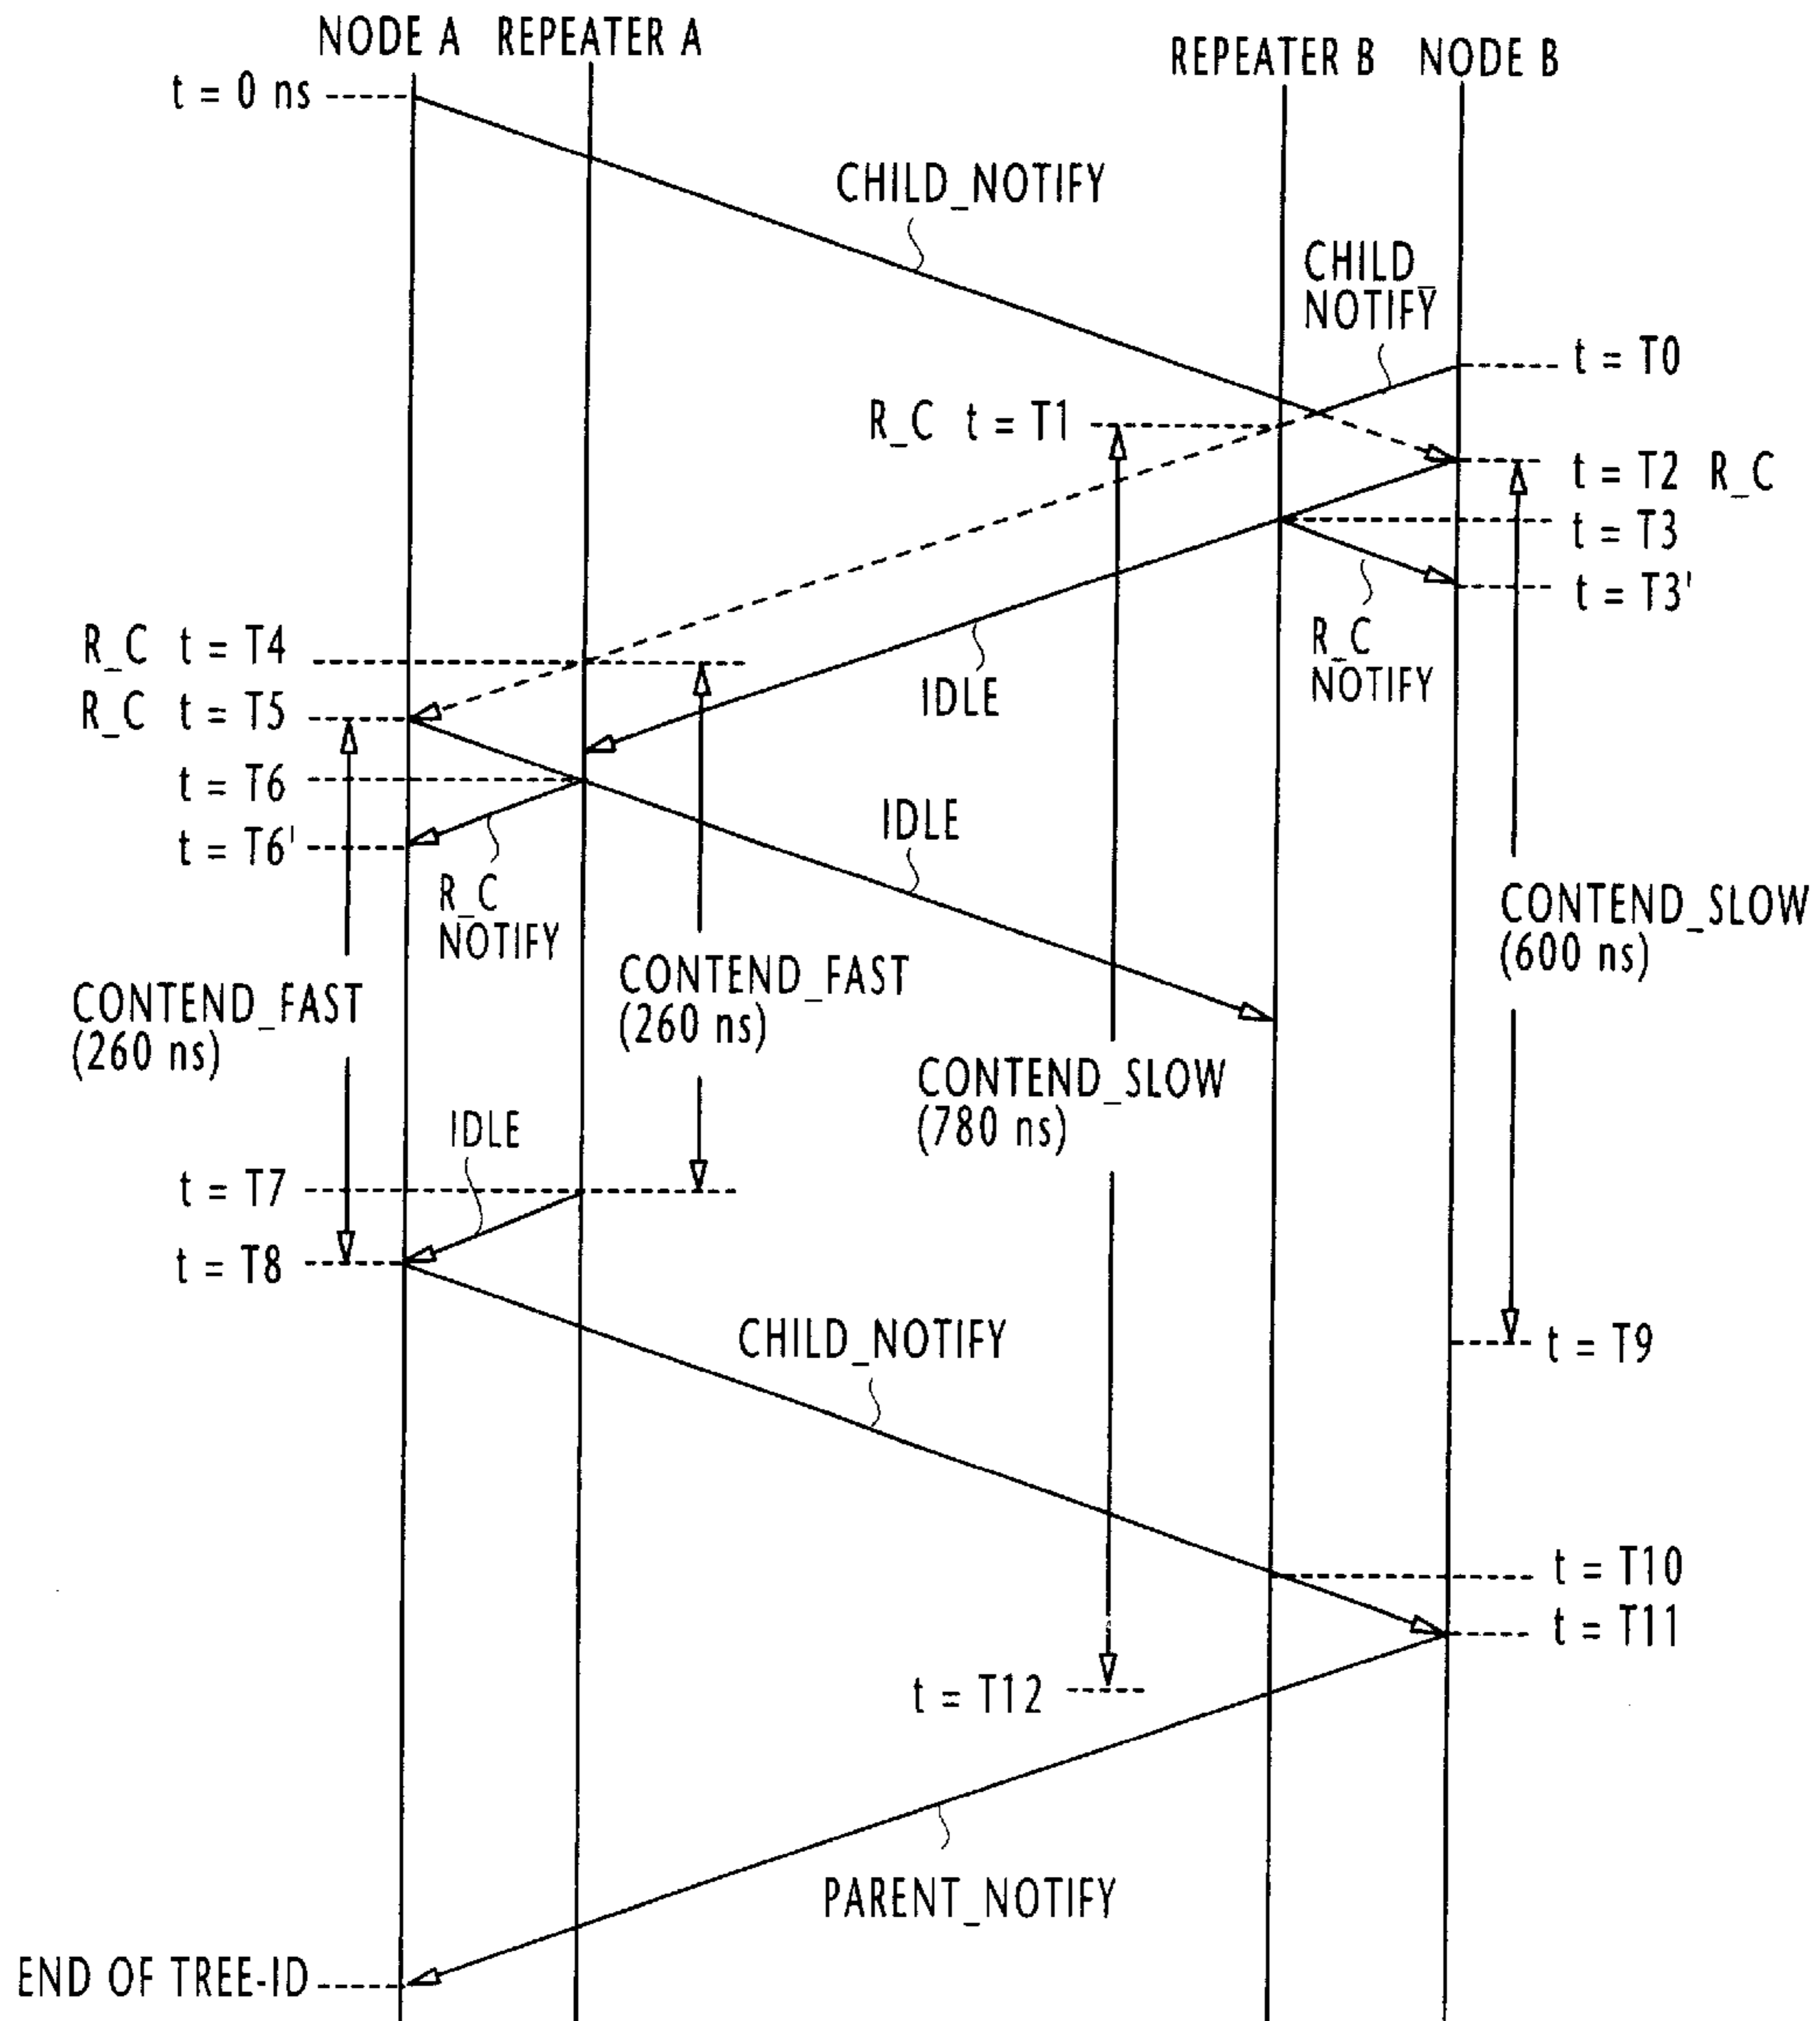 NODE A REPEATER A
REPEATER B NODE B
t = 0 ns
CHILD_NOTIFY
CHILD_
NOTIFY
t = T0
R_C t = T1
t = T2 R_C
t = T3
t = T3'
R_C
NOTIFY
R_C t = T4
R_C t = T5
IDLE
t = T6
IDLE
t = T6'
R_C
NOTIFY
CONTEND_SLOW
(600 ns)
CONTEND_FAST
(260 ns)
CONTEND_FAST
(260 ns)
CONTEND_SLOW
(780 ns)
IDLE
t = T7
t = T8
CHILD_NOTIFY
t = T9
t = T10
t = T11
t = T12
PARENT_NOTIFY
END OF TREE-ID